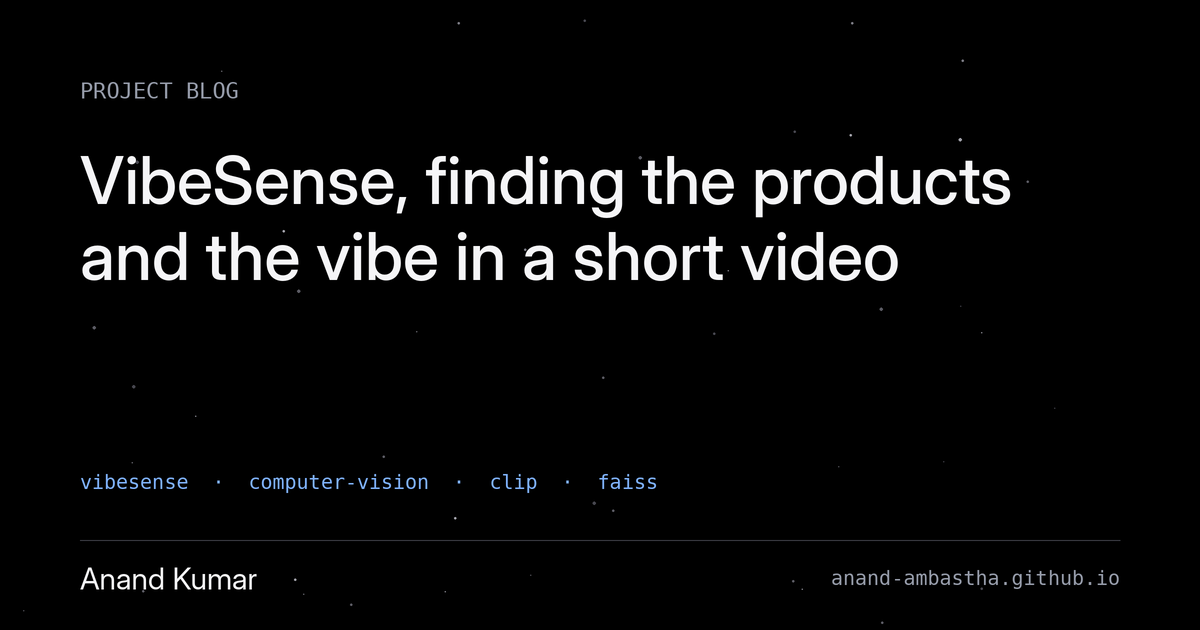 PROJECT BLOG
VibeSense, finding the products
and the vibe in a short video
vibesense · computer-vision · clip · faiss
Anand Kumar
anand-ambastha.github.io